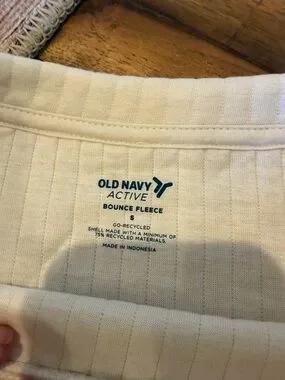 OLD NAVY
ACTIVE
BOUNCE FLEECE
S
GO-RECYCLED
SHELL MADE WITH A MINIMUM OF
75% RECYCLED MATERIALS
MADE IN INDONESIA